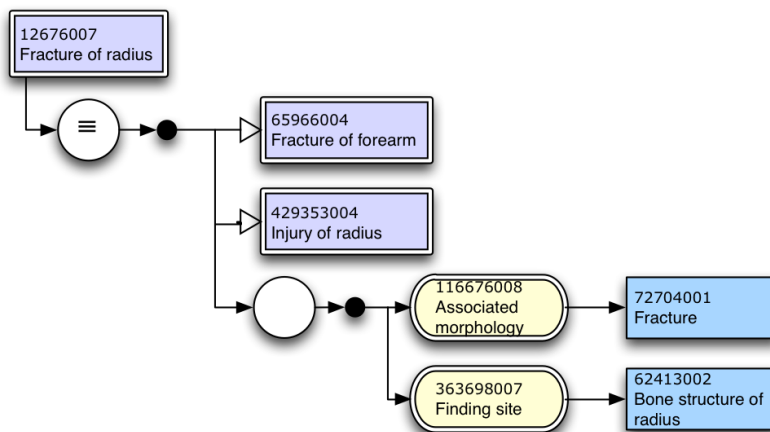 12676007
Fracture of radius
≡
65966004
Fracture of forearm
429353004
Injury of radius
116676008
Associated
morphology
72704001
Fracture
363698007
Finding site
62413002
Bone structure of
radius